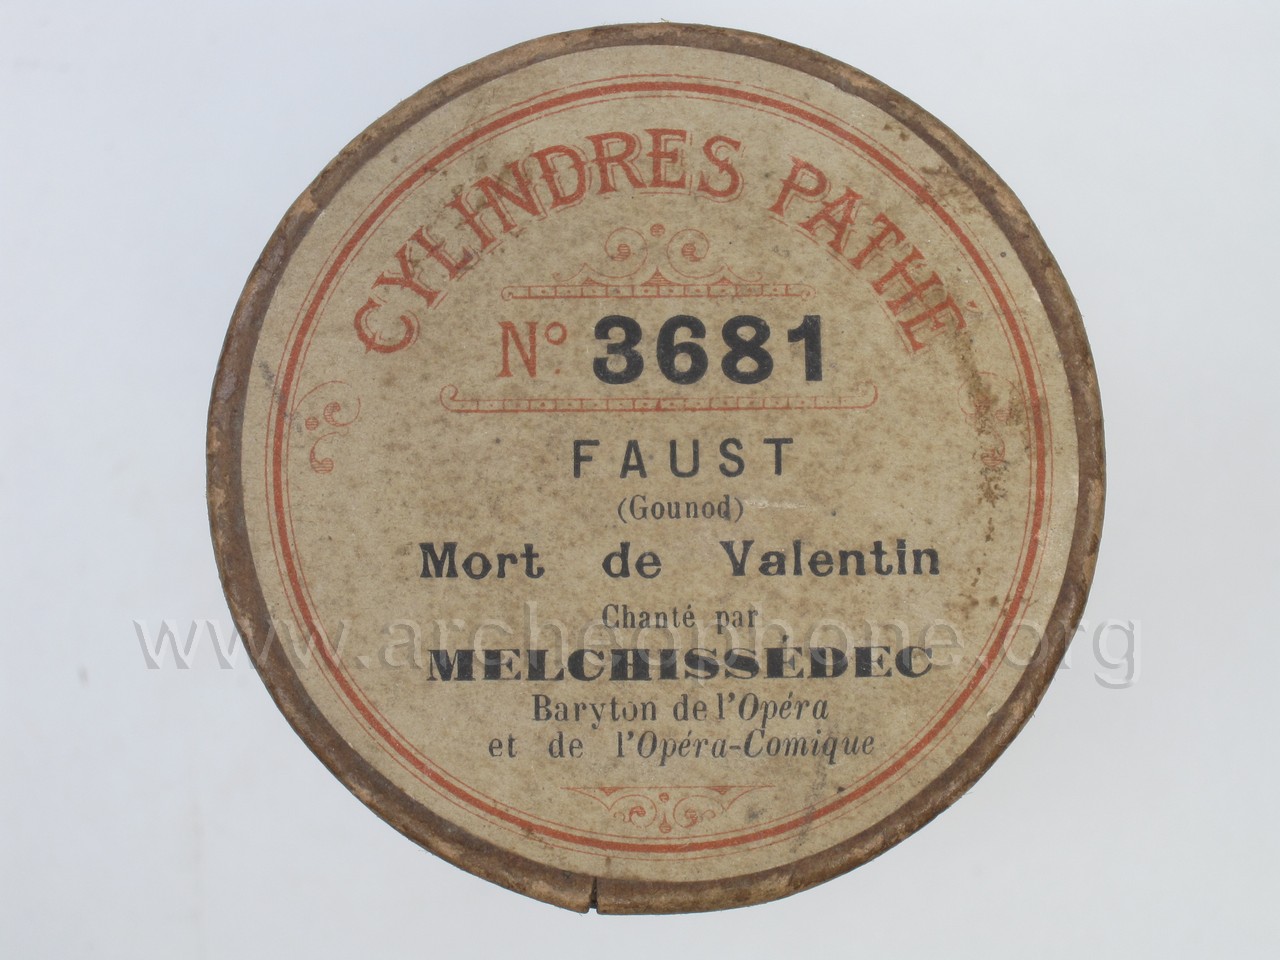 CYLINDRES PATHÉ
Nº 3681
FAUST
(Gounod)
Mort de Valentin
Chanté par
www.archeophone.org
MELCHISSÉDEC
Baryton de l'Opéra
et de l'Opéra-Comique